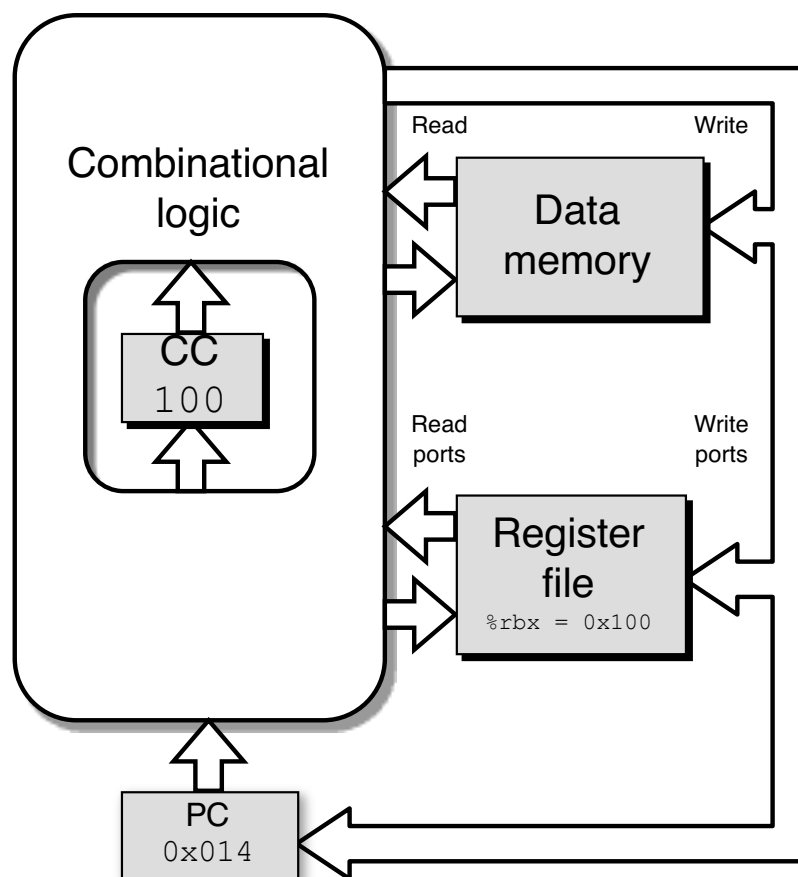 Combinational
logic
CC
100
Read
Write
Data
memory
Read
ports
Write
ports
Register
file
%rbx = 0x100
PC
0x014